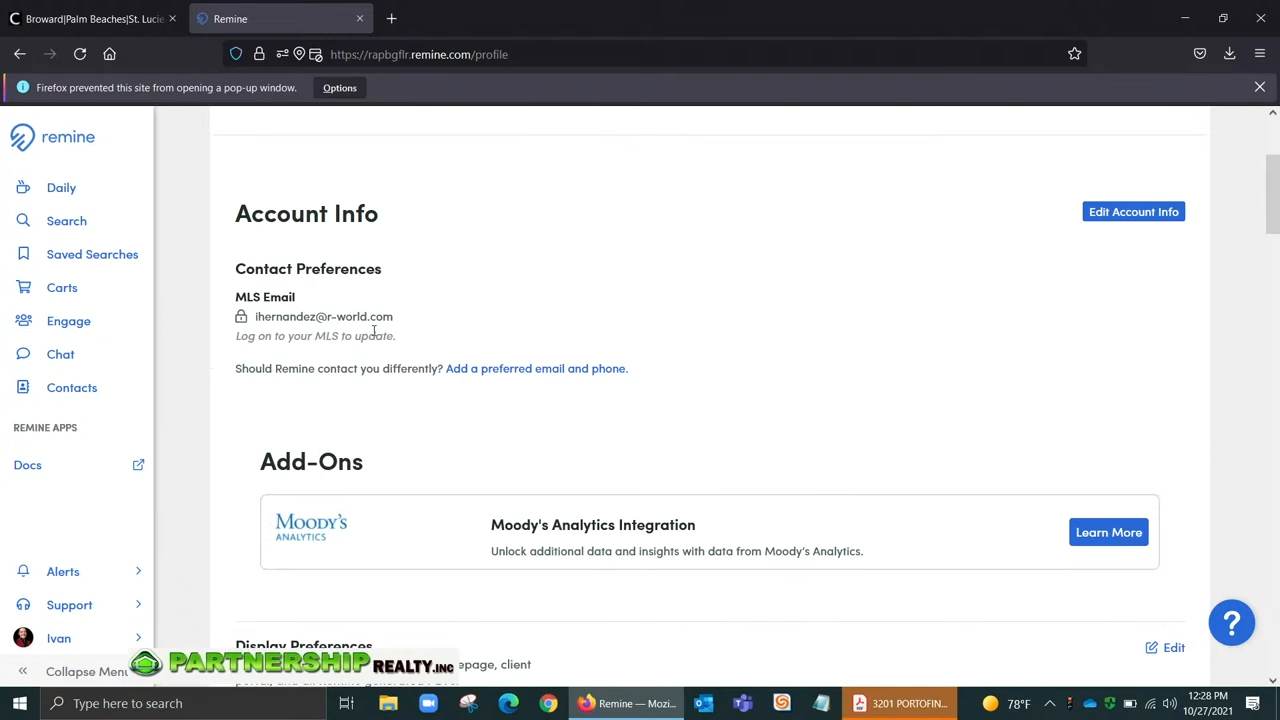 Broward|Palm Beaches|St. Lucie
Remine
https://rapbgflr.remine.com/profile
Firefox prevented this site from opening a pop-up window.
Options
remine
Daily
Search
Saved Searches
Carts
Engage
Chat
Contacts
REMINE APPS
Docs
Alerts
Support
Ivan
Collapse Menu
Account Info
Edit Account Info
Contact Preferences
MLS Email
ihernandez@r-world.com
Log on to your MLS to update.
Should Remine contact you differently? Add a preferred email and phone.
Add-Ons
MOODY'S
ANALYTICS
Moody's Analytics Integration
Unlock additional data and insights with data from Moody's Analytics.
Learn More
Display Preferences
Edit
epage, client
PARTNERSHIP REALTY.INC
?
Type here to search
Remine — Mozi...
3201 PORTOFIN...
78°F
12:28 PM
10/27/2021